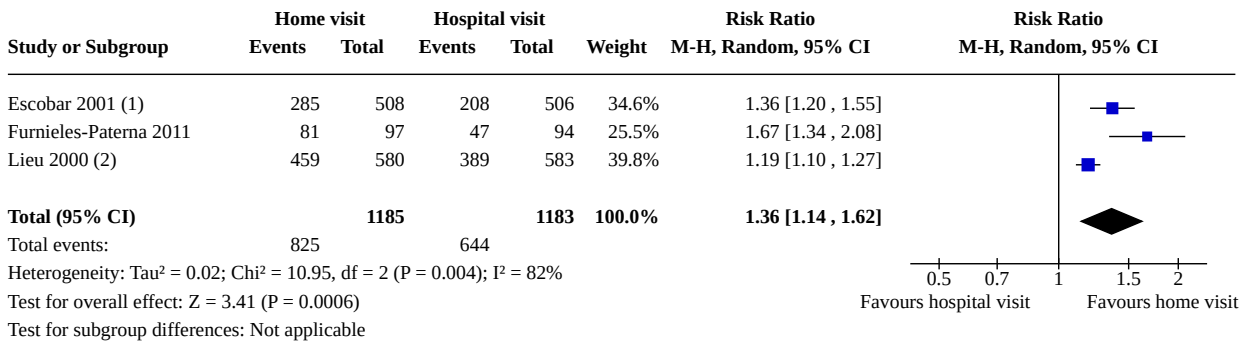 Home visit Hospital visit Risk Ratio Risk Ratio
Study or Subgroup Events Total Events Total Weight M-H, Random, 95% CI M-H, Random, 95% CI
Escobar 2001 (1) 285 508 208 506 34.6% 1.36 [1.20 , 1.55]
Furnieles-Paterna 2011 81 97 47 94 25.5% 1.67 [1.34 , 2.08]
Lieu 2000 (2) 459 580 389 583 39.8% 1.19 [1.10 , 1.27]
Total (95% CI) 1185 1183 100.0% 1.36 [1.14 , 1.62]
Total events: 825 644
Heterogeneity: Tau² = 0.02; Chi² = 10.95, df = 2 (P = 0.004); I² = 82%
0.5 0.7 1 1.5 2
Test for overall effect: Z = 3.41 (P = 0.0006) Favours hospital visit Favours home visit
Test for subgroup differences: Not applicable